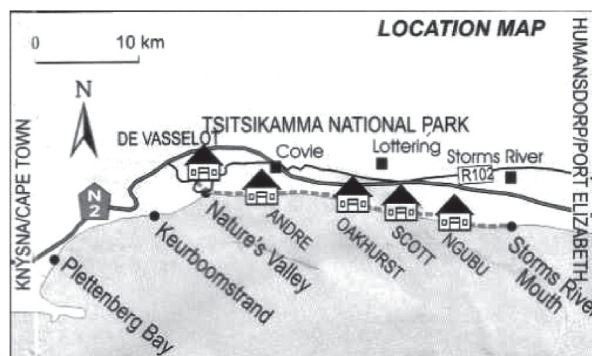 LOCATION MAP
0 10 km
N
TSITSIKAMMA NATIONAL PARK
DE VASSELOT
Lottering
Covie
Storms River
R102
N
2
KNYSNA/CAPE TOWN
HUMANSDORP/PORT ELIZABETH
Nature's Valley
ANDRE
OAKHURST
SCOTT
NGUBU
Storms River
Mouth
Keurboomstrand
Plettenberg Bay